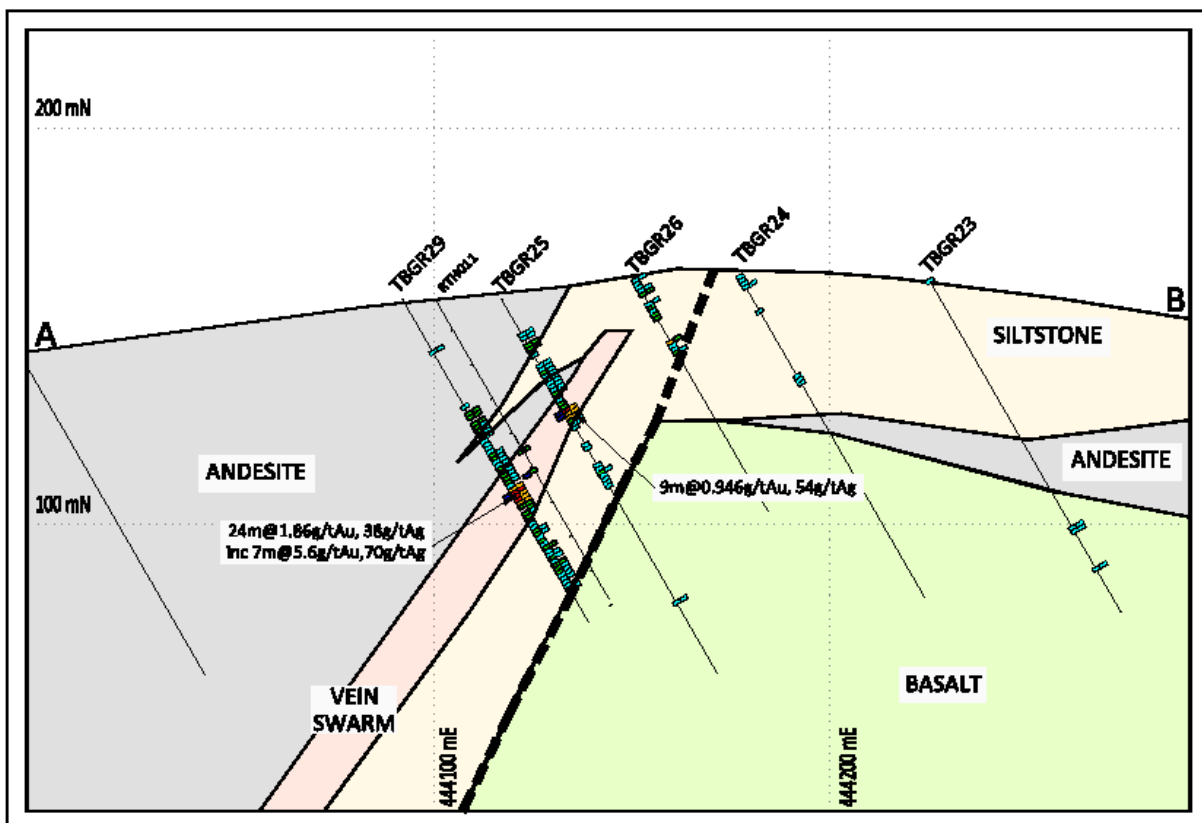 200 mN
TBGR29
RTH011
TBGR25
TBGR26
TBGR24
TBGR23
A
B
SILTSTONE
ANDESITE
ANDESITE
9m@0.946g/tAu, 54g/tAg
100 mN
24m@1.86g/tAu, 38g/tAg
Inc 7m@5.6g/tAu,70g/tAg
BASALT
VEIN
SWARM
444100 mE
444200 mE